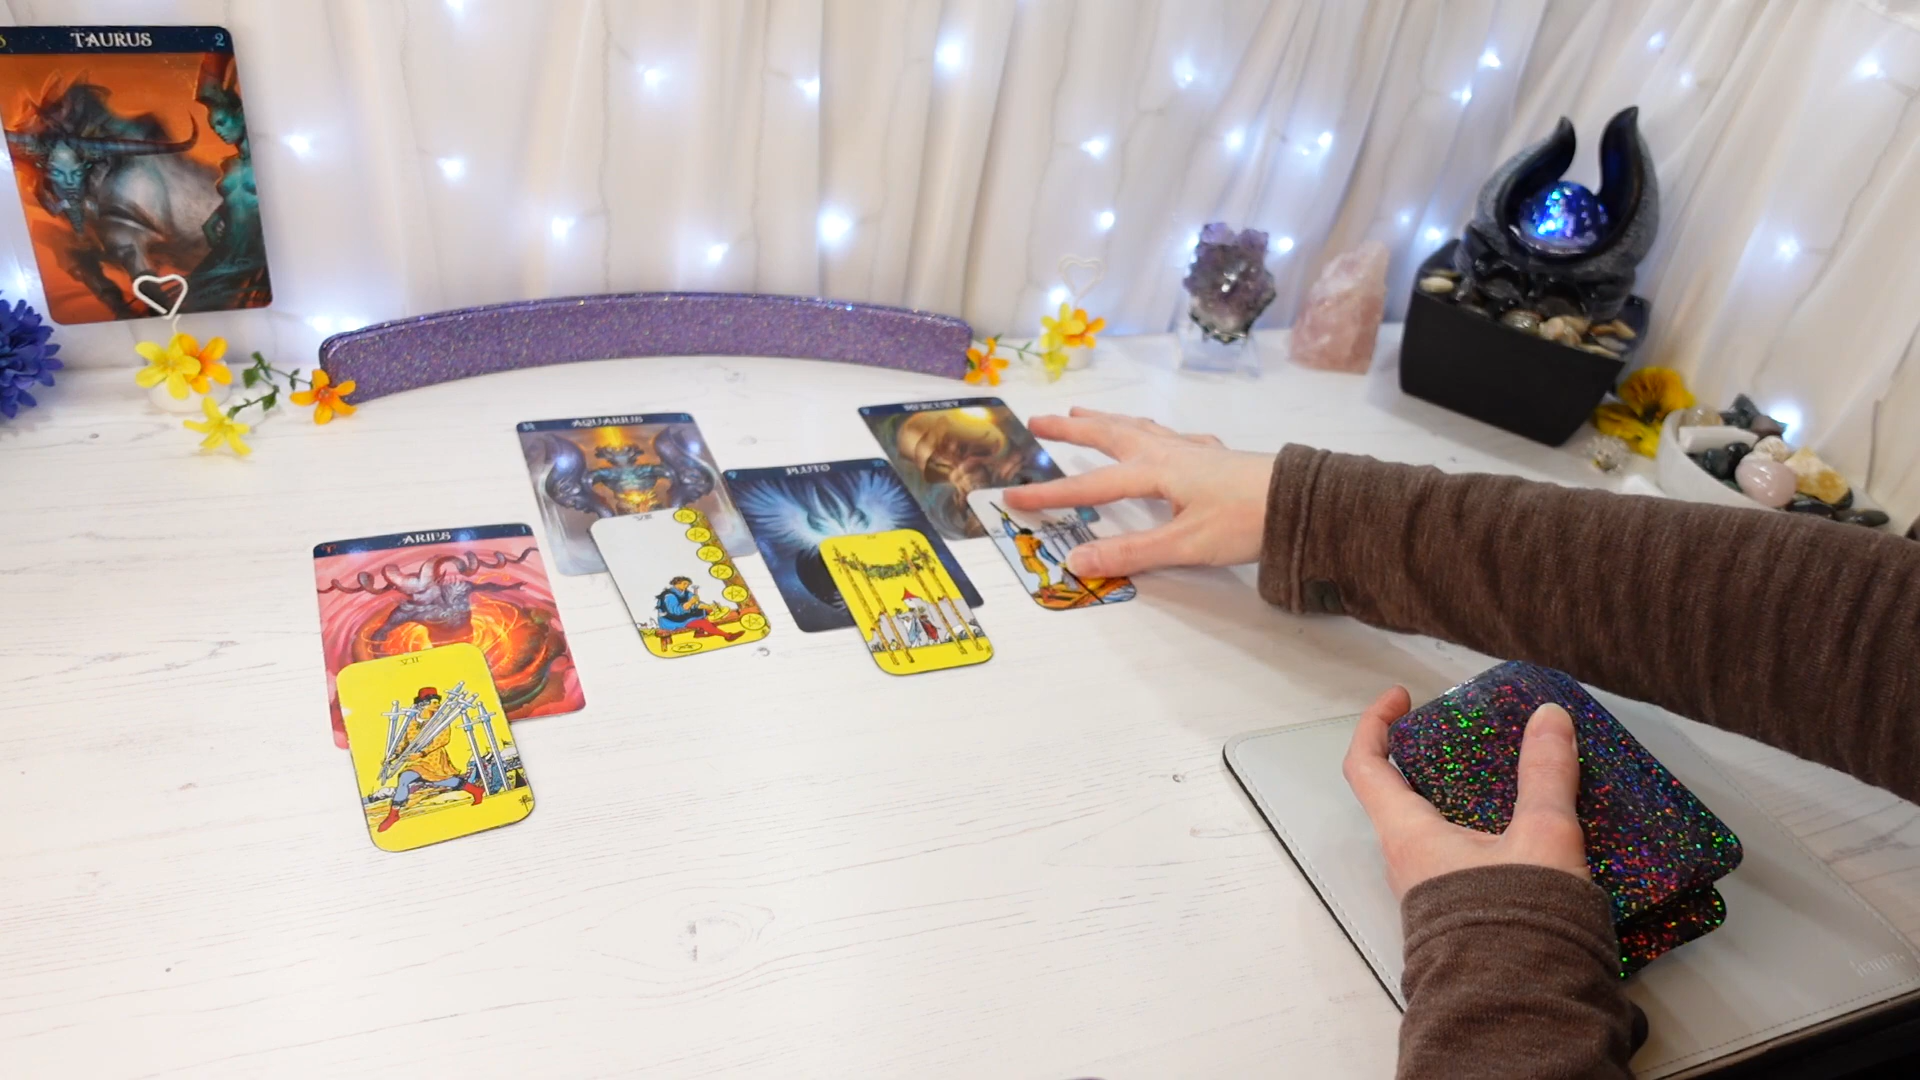 TAURUS 2
AQUARIUS
MERCURY
PLUTO
ARIES 1
VII